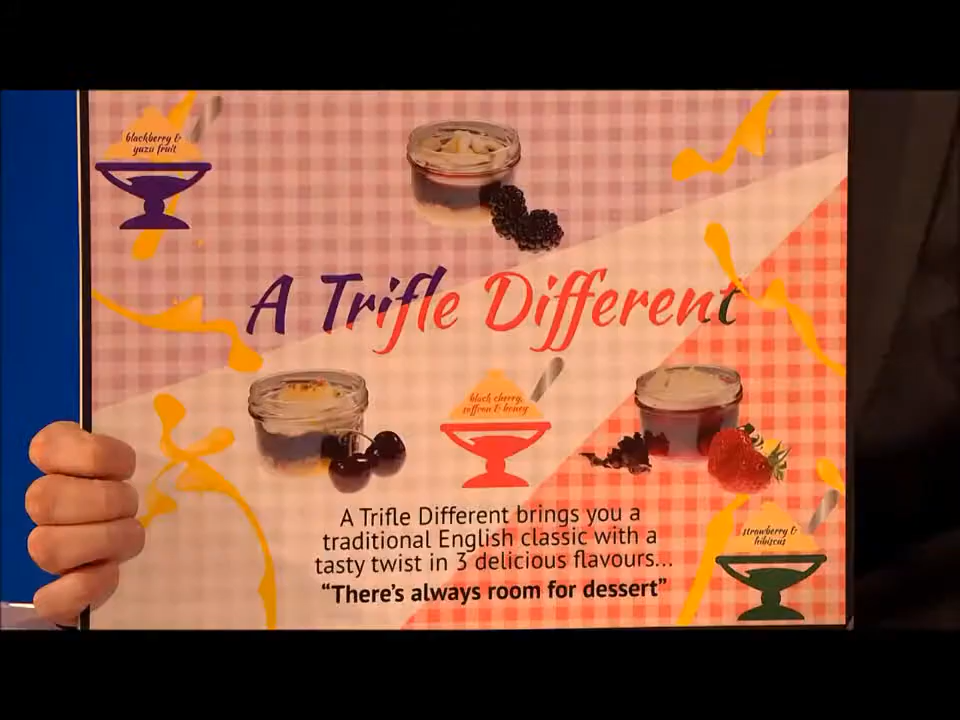 blackberry &
yuzu fruit
A Trifle Different
black cherry,
saffron & honey
strawberry &
hibiscus
A Trifle Different brings you a
traditional English classic with a
tasty twist in 3 delicious flavours...
“There’s always room for dessert”